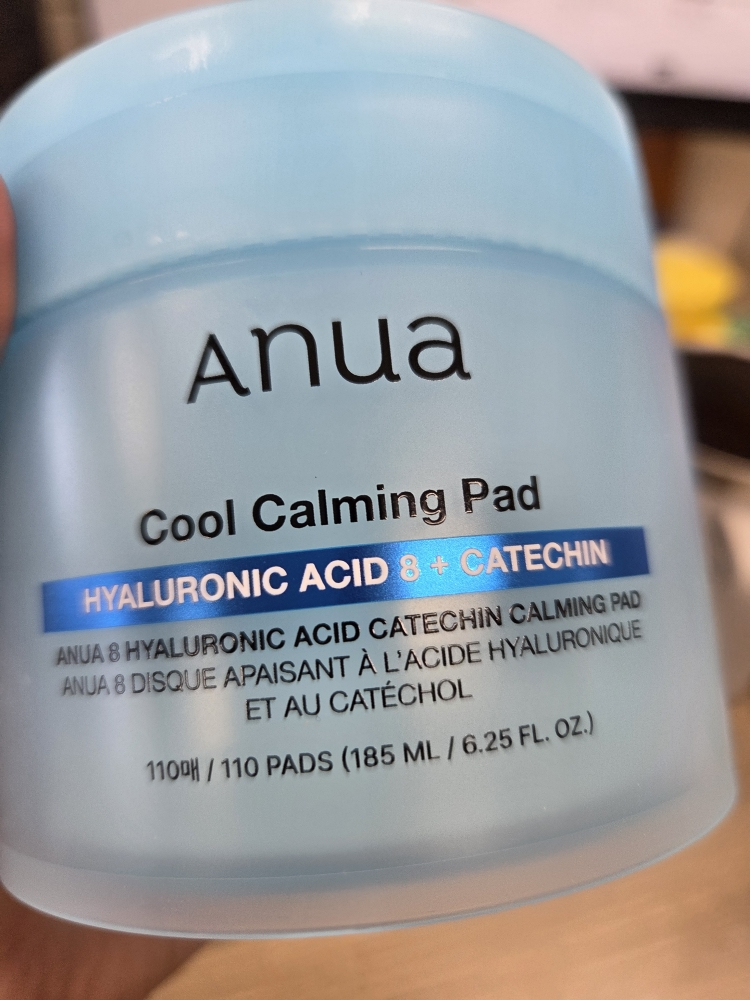 Anua
Cool Calming Pad
HYALURONIC ACID 8 + CATECHIN
ANUA 8 HYALURONIC ACID CATECHIN CALMING PAD
ANUA 8 DISQUE APAISANT À L'ACIDE HYALURONIQUE
ET AU CATÉCHOL
110매 / 110 PADS (185 ML / 6.25 FL. OZ.)